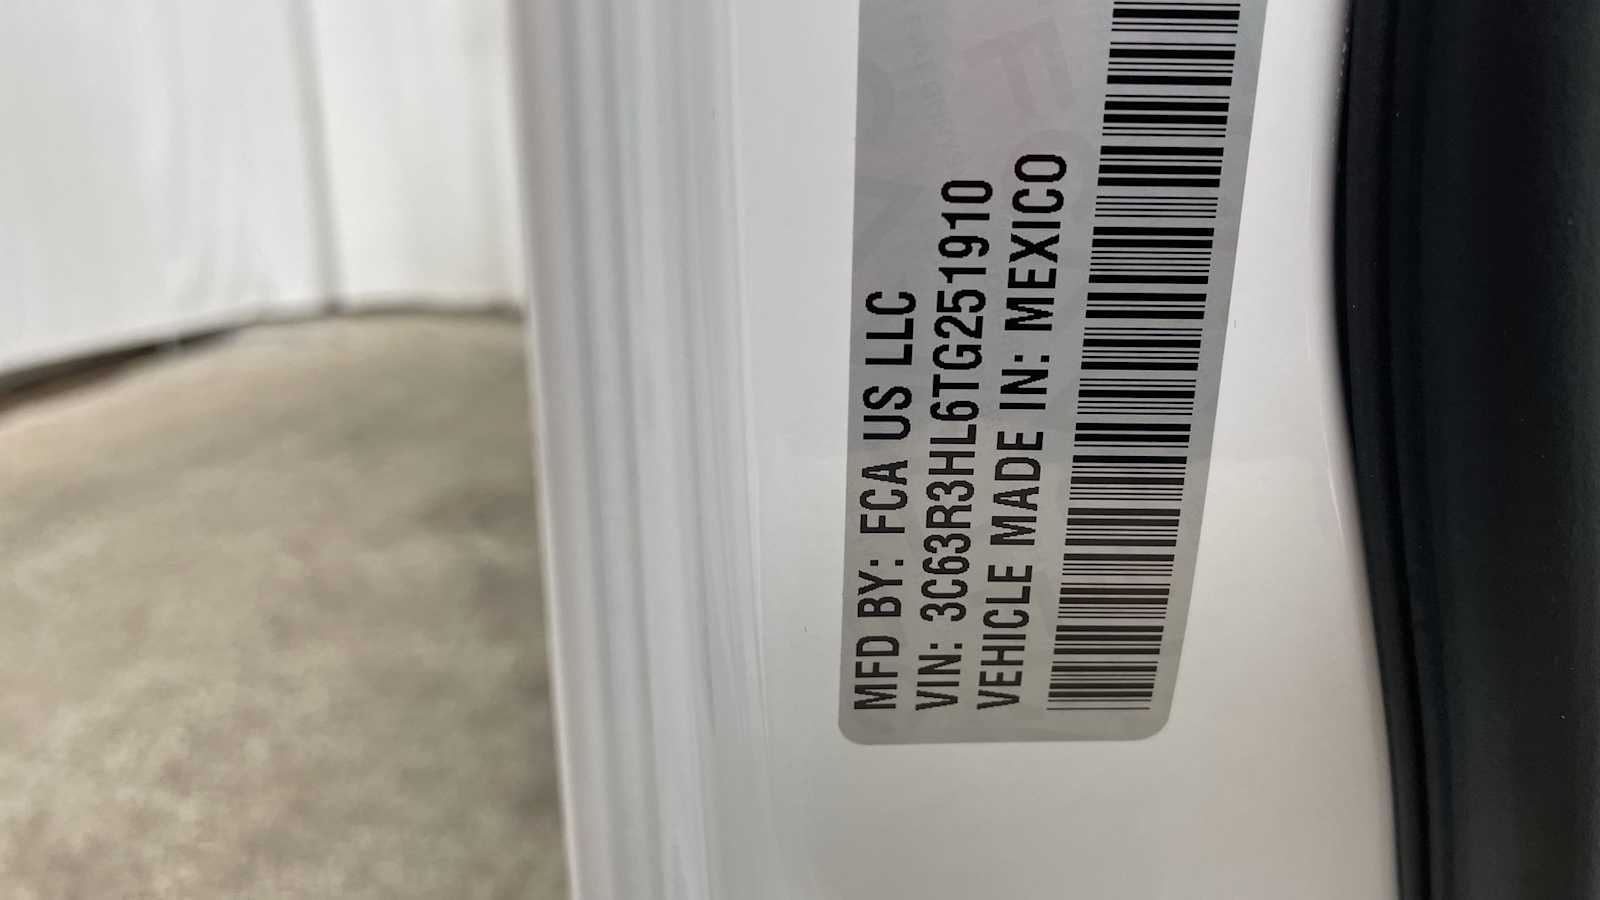 MFD BY: FCA US LLC
VIN: 3C63R3HL6TG251910
VEHICLE MADE IN: MEXICO